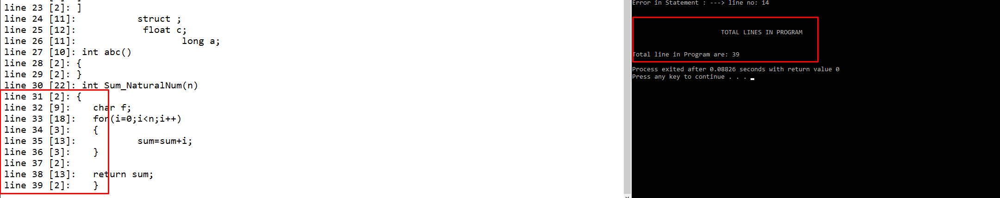 line 23 [2]: ]
line 24 [11]: struct ;
line 25 [12]: float c;
line 26 [11]: long a;
line 27 [10]: int abc()
line 28 [2]: {
line 29 [2]: }
line 30 [22]: int Sum_NaturalNum(n)
line 31 [2]: {
line 32 [9]: char f;
line 33 [18]: for(i=0;i<n;i++)
line 34 [3]: {
line 35 [13]: sum=sum+i;
line 36 [3]: }
line 37 [2]:
line 38 [13]: return sum;
line 39 [2]: }
Error in Statement : ---> line no: 14
TOTAL LINES IN PROGRAM
Total line in Program are: 39
Process exited after 0.08826 seconds with return value 0
Press any key to continue . . .